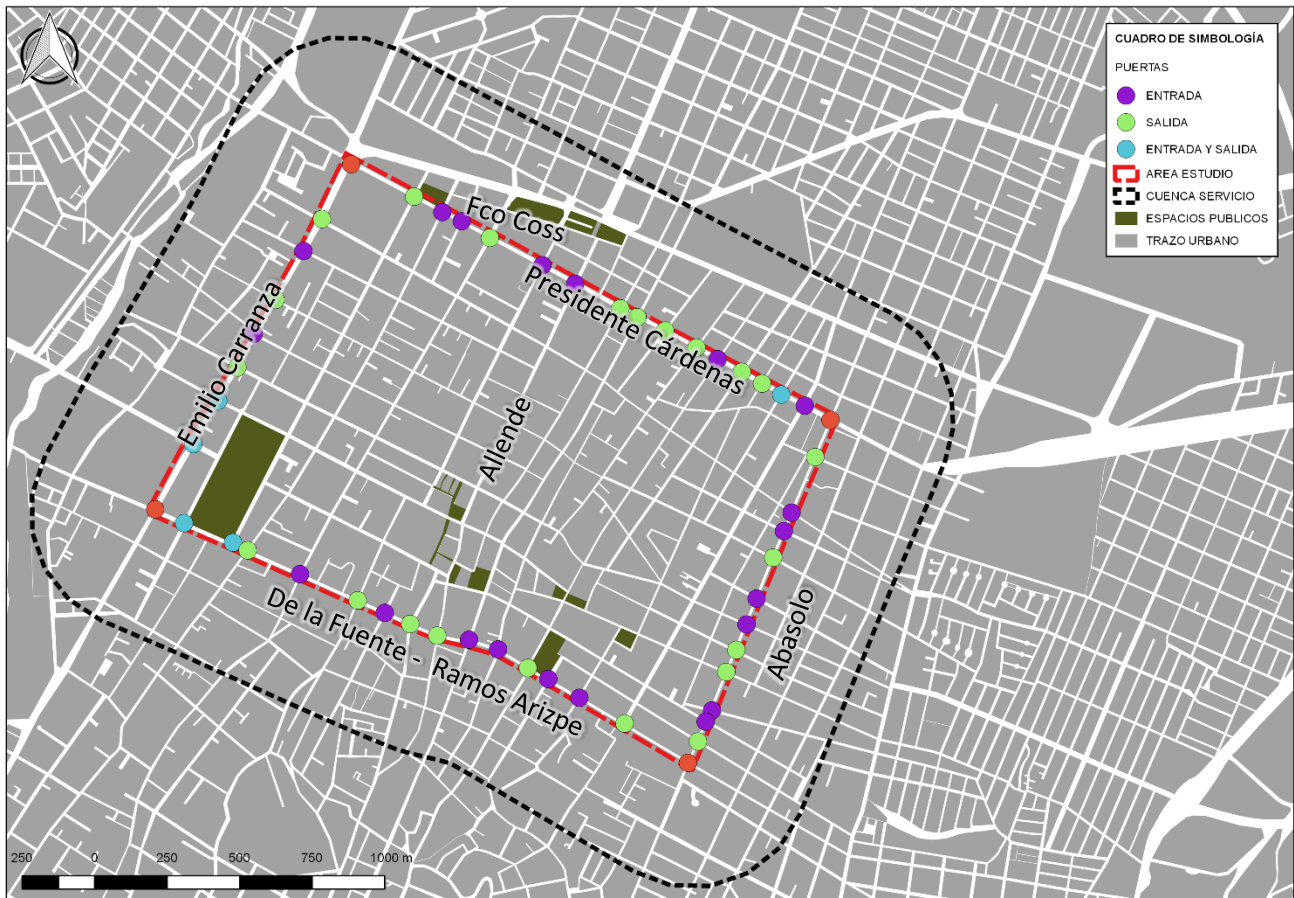 CUADRO DE SIMBOLOGÍA
PUERTAS
ENTRADA
SALIDA
ENTRADA Y SALIDA
AREA ESTUDIO
CUENCA SERVICIO
ESPACIOS PUBLICOS
TRAZO URBANO
Fco Coss
Presidente Cárdenas
Emilio Carranza
Allende
Abasolo
De la Fuente - Ramos Arizpe
250 0 250 500 750 1000 m